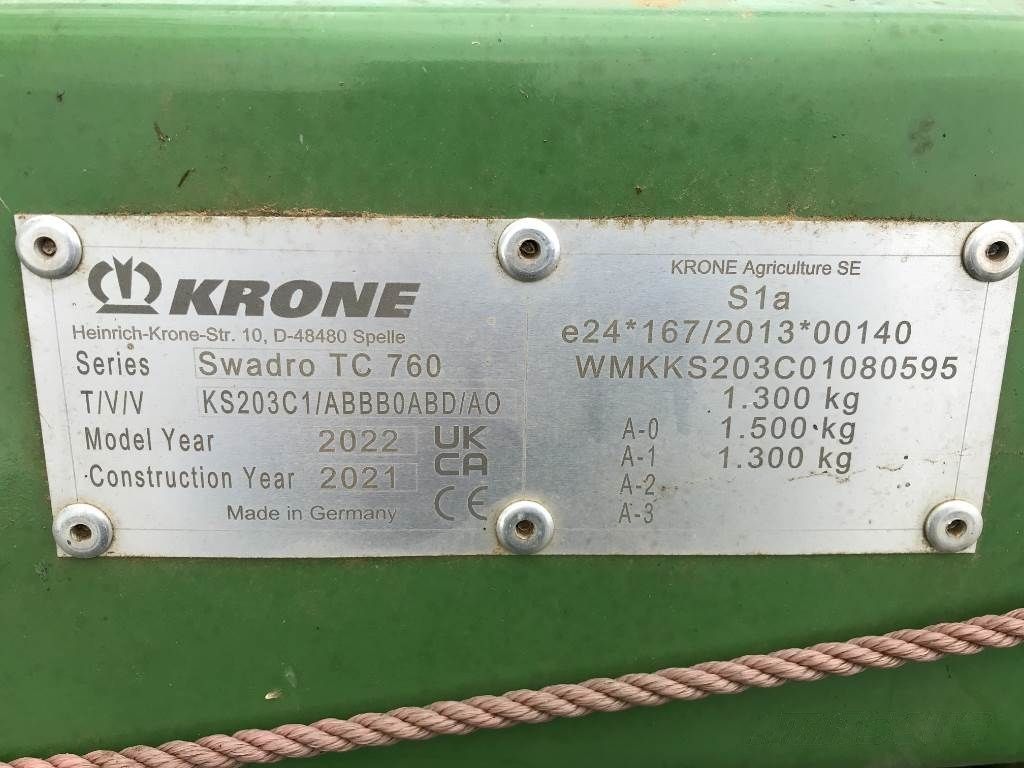 KRONE
Heinrich-Krone-Str. 10, D-48480 Spelle
Series Swadro TC 760
T/V/V KS203C1/ABBB0ABD/AO
Model Year 2022
Construction Year 2021
UK
CA
CE
Made in Germany
KRONE Agriculture SE
S1a
e24*167/2013*00140
WMKKS203C01080595
1.300 kg
A-0 1.500 kg
A-1 1.300 kg
A-2
A-3